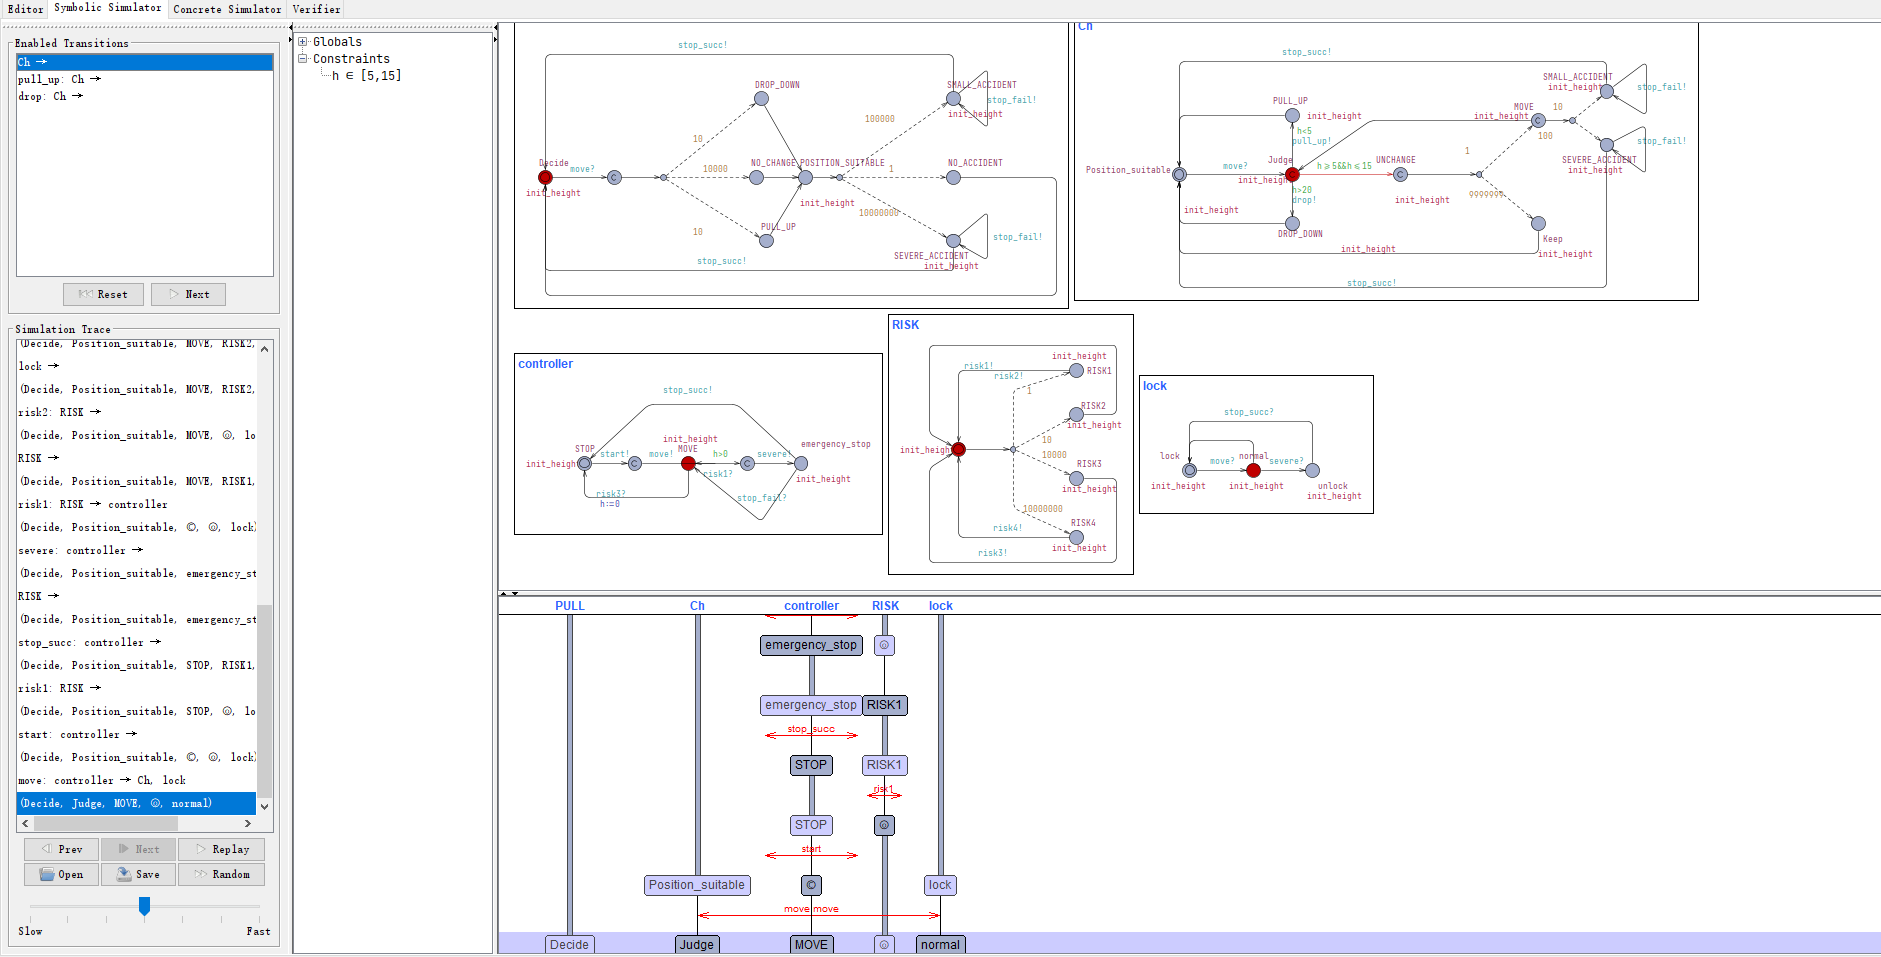 Editor Symbolic Simulator Concrete Simulator Verifier
Enabled Transitions
Ch →
pull_up: Ch →
drop: Ch →
Reset
Next
Simulation Trace
(Decide, Position_suitable, MOVE, RISK2,
lock →
(Decide, Position_suitable, MOVE, RISK2,
risk2: RISK →
(Decide, Position_suitable, MOVE, ☺, lo
RISK →
(Decide, Position_suitable, MOVE, RISK1,
risk1: RISK → controller
(Decide, Position_suitable, ©, ☺, lock)
severe: controller →
(Decide, Position_suitable, emergency_st
RISK →
(Decide, Position_suitable, emergency_st
stop_succ: controller →
(Decide, Position_suitable, STOP, RISK1,
risk1: RISK →
(Decide, Position_suitable, STOP, ☺, lo
start: controller →
(Decide, Position_suitable, ©, ☺, lock)
move: controller → Ch, lock
(Decide, Judge, MOVE, ☺, normal)
Prev
Next
Replay
Open
Save
Random
Slow
Fast
Globals
Constraints
h ∈ [5,15]
stop_succ!
DROP_DOWN
SMALL_ACCIDENT
stop_fail!
init_height
100000
10
Decide
move?
C
10000
NO_CHANGE
POSITION_SUITABLE
1
NO_ACCIDENT
init_height
init_height
10000000
10
PULL_UP
stop_fail!
SEVERE_ACCIDENT
init_height
stop_succ!
Ch
stop_succ!
SMALL_ACCIDENT
init_height
stop_fail!
PULL_UP
init_height
MOVE
init_height
C
10
100
h<5
pull_up!
stop_fail!
1
Judge
h≥5&&h≤15
UNCHANGE
SEVERE_ACCIDENT
init_height
Position_suitable
move?
init_height
C
h>20
drop!
init_height
9999999
init_height
DROP_DOWN
Keep
init_height
init_height
stop_succ!
controller
stop_succ!
init_height
MOVE
emergency_stop
STOP
start!
move!
h>0
severe!
init_height
C
C
risk1?
init_height
risk3?
h:=0
stop_fail?
RISK
init_height
risk1!
risk2!
RISK1
1
RISK2
init_height
10
init_height
10000
RISK3
init_height
10000000
RISK4
risk4!
init_height
risk3!
lock
stop_succ?
lock
move?
normal
severe?
init_height
init_height
unlock
init_height
PULL
Ch
controller
RISK
lock
emergency_stop
☺
emergency_stop
RISK1
stop_succ
STOP
RISK1
risk1
STOP
☺
start
Position_suitable
©
lock
move move
Decide
Judge
MOVE
☺
normal